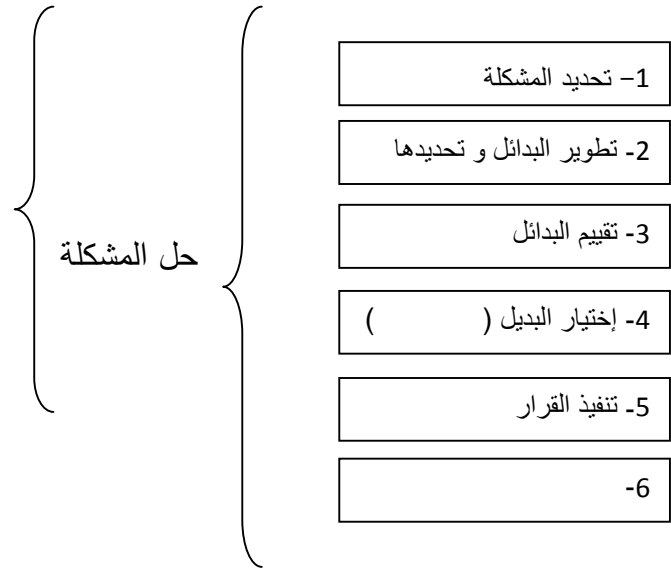 1– تحديد المشكلة
2- تطوير البدائل و تحديدها
3- تقييم البدائل
4- إختيار البديل (          )
5- تنفيذ القرار
6-
حل المشكلة